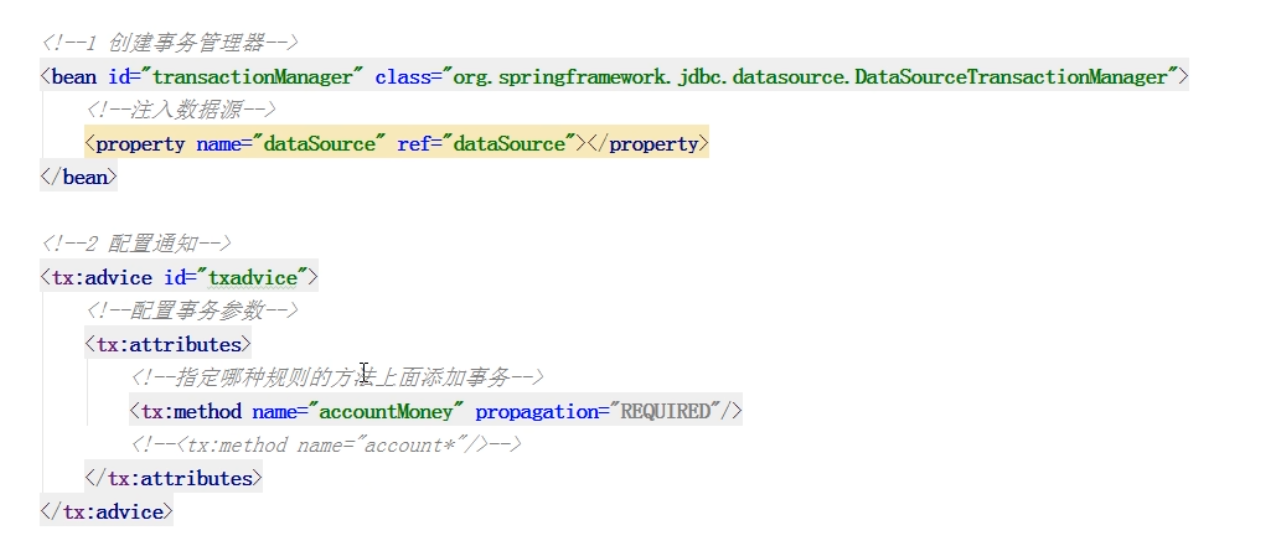 <!--1 创建事务管理器-->
<bean id="transactionManager" class="org.springframework.jdbc.datasource.DataSourceTransactionManager">
<!--注入数据源-->
<property name="dataSource" ref="dataSource"></property>
</bean>
<!--2 配置通知-->
<tx:advice id="txadvice">
<!--配置事务参数-->
<tx:attributes>
<!--指定哪种规则的方法上面添加事务-->
<tx:method name="accountMoney" propagation="REQUIRED"/>
<!--<tx:method name="account*"/>-->
</tx:attributes>
</tx:advice>